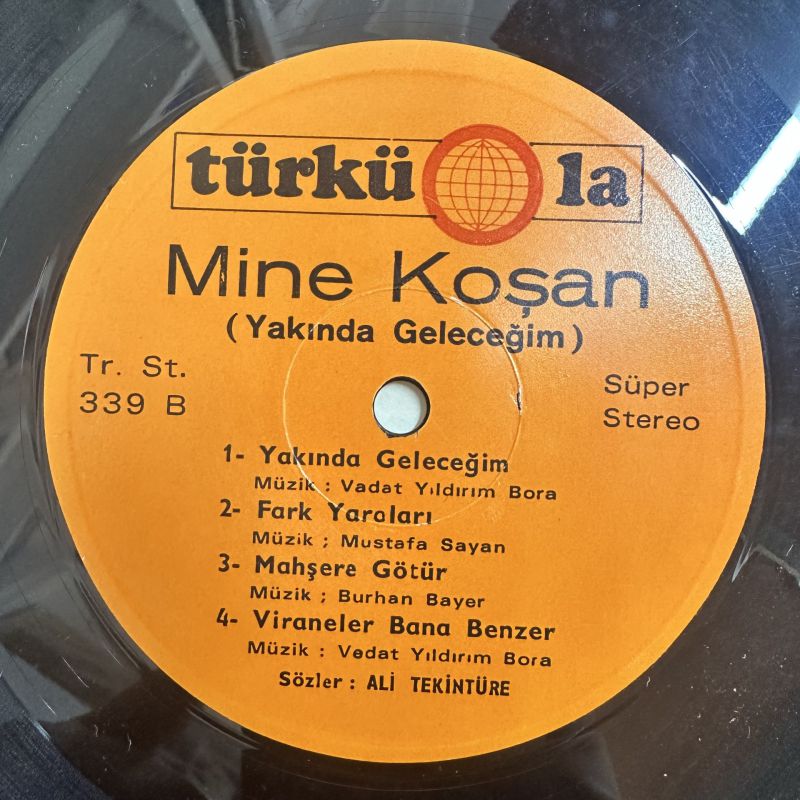 türkü la
Mine Koşan
(Yakında Geleceğim)
Tr. St.
339 B
Süper
Stereo
1- Yakında Geleceğim
Müzik : Vadat Yıldırım Bora
2- Fark Yaraları
Müzik ; Mustafa Sayan
3- Mahşere Götür
Müzik ; Burhan Bayer
4- Viraneler Bana Benzer
Müzik : Vedat Yıldırım Bora
Sözler : ALİ TEKİNTÜRE